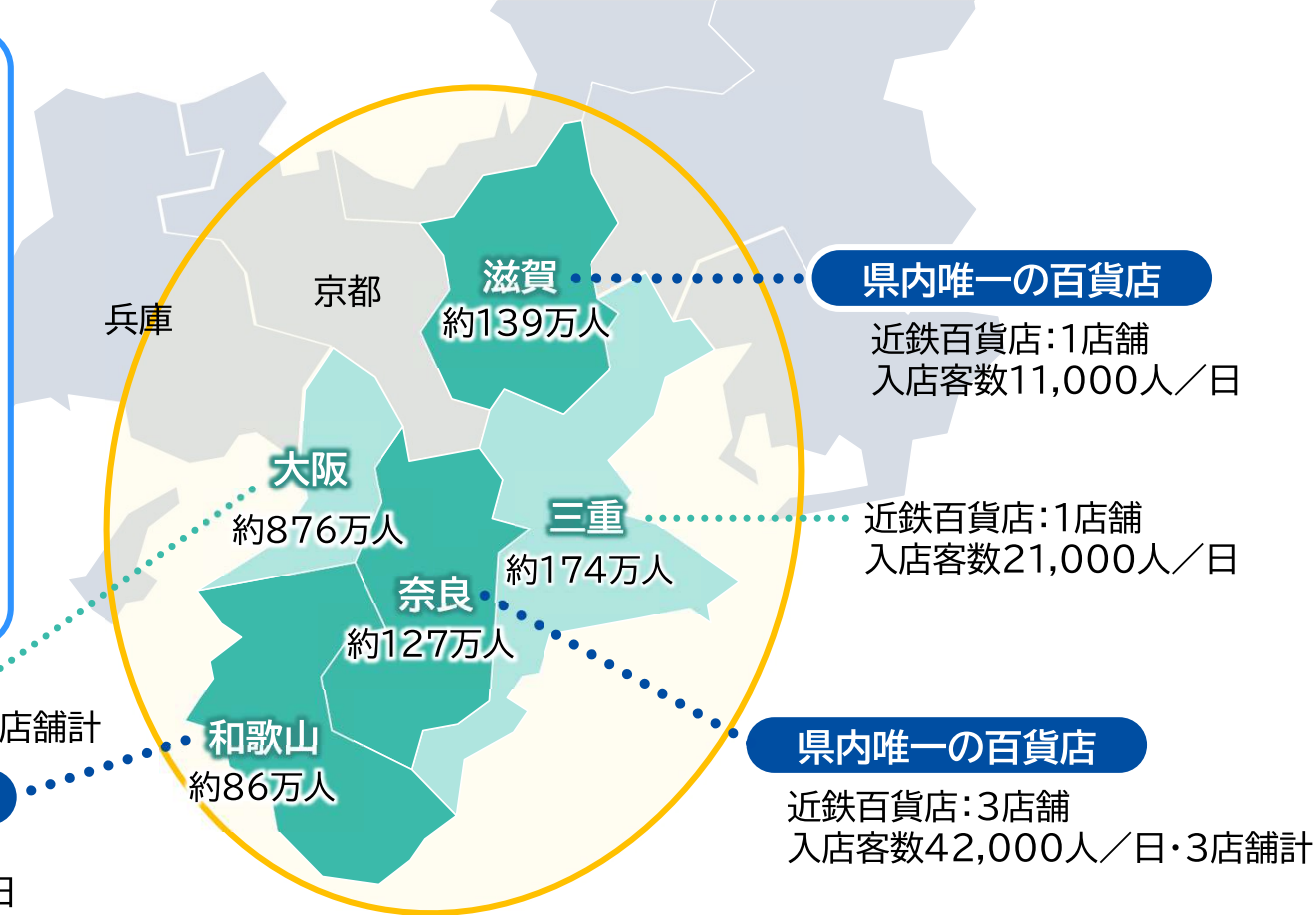 兵庫
京都
滋賀
約139万人
県内唯一の百貨店
近鉄百貨店：1店舗
入店客数11,000人／日
大阪
約876万人
三重
約174万人
近鉄百貨店：1店舗
入店客数21,000人／日
奈良
約127万人
県内唯一の百貨店
近鉄百貨店：3店舗
入店客数42,000人／日・3店舗計
店舗計
和歌山
約86万人
日